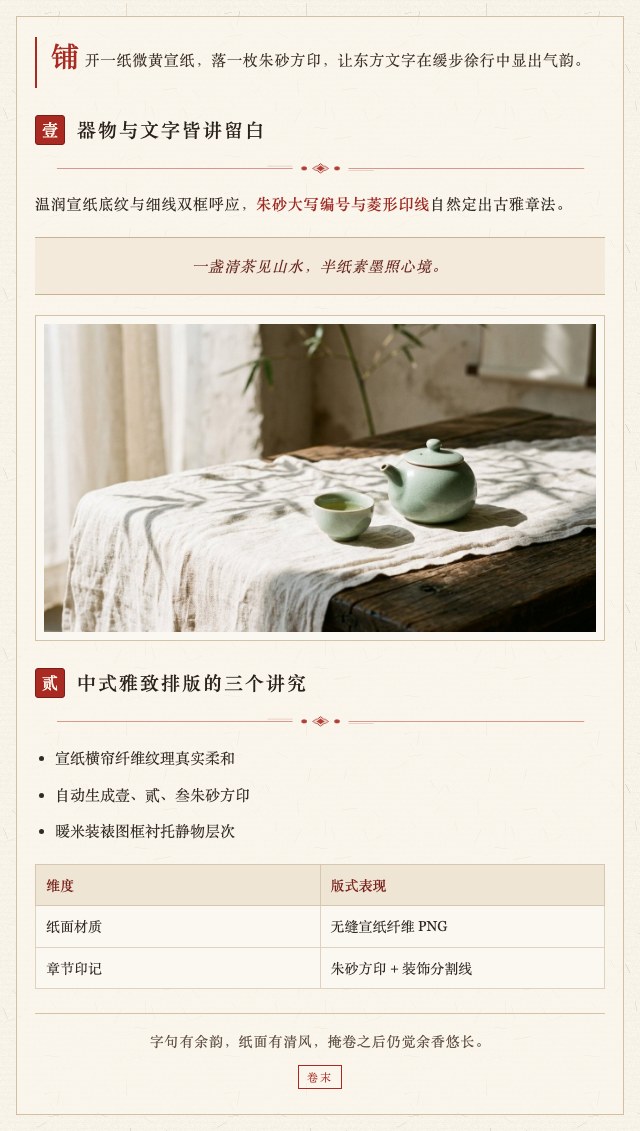 铺开一纸微黄宣纸，落一枚朱砂方印，让东方文字在缓步徐行中显出气韵。
壹 器物与文字皆讲留白
温润宣纸底纹与细线双框呼应，朱砂大写编号与菱形印线自然定出古雅章法。
一盏清茶见山水，半纸素墨照心境。
贰 中式雅致排版的三个讲究
• 宣纸横帘纤维纹理真实柔和
• 自动生成壹、贰、叁朱砂方印
• 暖米装裱图框衬托静物层次
维度 版式表现
纸面材质 无缝宣纸纤维 PNG
章节印记 朱砂方印 + 装饰分割线
字句有余韵，纸面有清风，掩卷之后仍觉余香悠长。
卷末